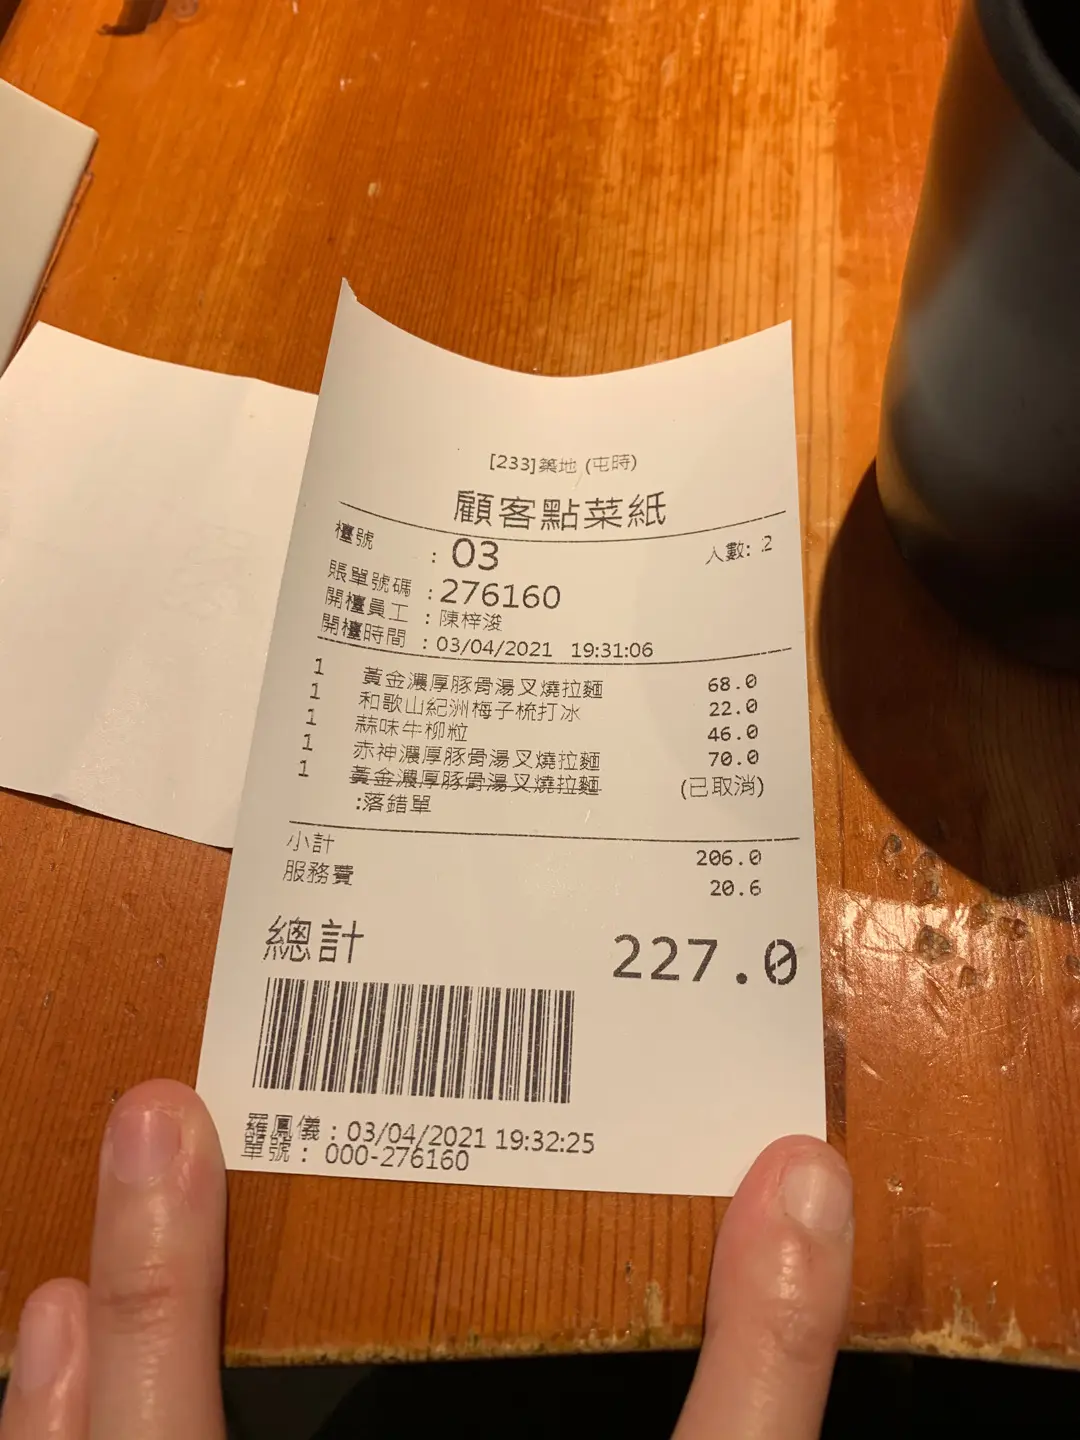 [233]築地 (屯時)
顧客點菜紙
檯號 : 03 人數: 2
賬單號碼 : 276160
開檯員工 : 陳梓浚
開檯時間 : 03/04/2021 19:31:06
1 黃金濃厚豚骨湯叉燒拉麵 68.0
1 和歌山紀洲梅子梳打冰 22.0
1 蒜味牛柳粒 46.0
1 赤神濃厚豚骨湯叉燒拉麵 70.0
1 黃金濃厚豚骨湯叉燒拉麵 (已取消)
:落錯單
小計 206.0
服務費 20.6
總計 227.0
羅鳳儀 : 03/04/2021 19:32:25
單號 : 000-276160